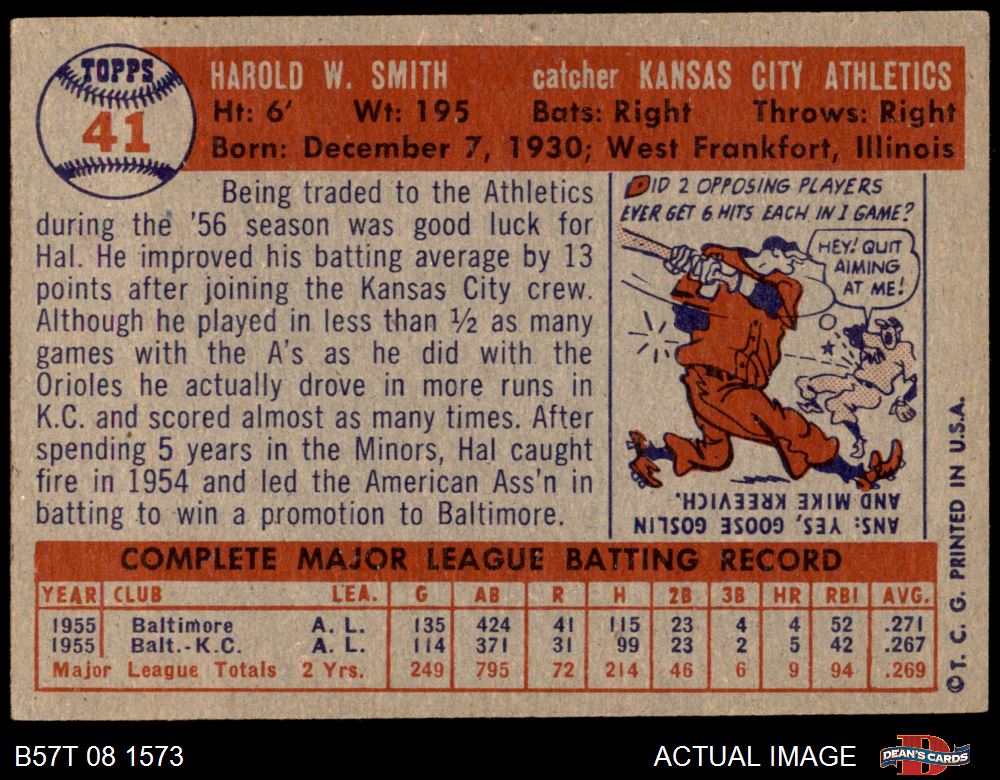 TOPPS
41
HAROLD W. SMITH catcher KANSAS CITY ATHLETICS
Ht: 6' Wt: 195 Bats: Right Throws: Right
Born: December 7, 1930; West Frankfort, Illinois
Being traded to the Athletics
during the '56 season was good luck for
Hal. He improved his batting average by 13
points after joining the Kansas City crew.
Although he played in less than ½ as many
games with the A's as he did with the
Orioles he actually drove in more runs in
K.C. and scored almost as many times. After
spending 5 years in the Minors, Hal caught
fire in 1954 and led the American Ass'n in
batting to win a promotion to Baltimore.
DID 2 OPPOSING PLAYERS
EVER GET 6 HITS EACH IN 1 GAME?
HEY! QUIT
AIMING
AT ME!
ANS: YES, GOOSE GOSLIN
AND MIKE KREEVICH.
COMPLETE MAJOR LEAGUE BATTING RECORD
YEAR CLUB LEA. G AB R H 2B 3B HR RBI AVG.
1955 Baltimore A. L. 135 424 41 115 23 4 4 52 .271
1955 Balt.-K.C. A. L. 114 371 31 99 23 2 5 42 .267
Major League Totals 2 Yrs. 249 795 72 214 46 6 9 94 .269
© T. C. G. PRINTED IN U.S.A.
B57T 08 1573 ACTUAL IMAGE DEAN'S CARDS